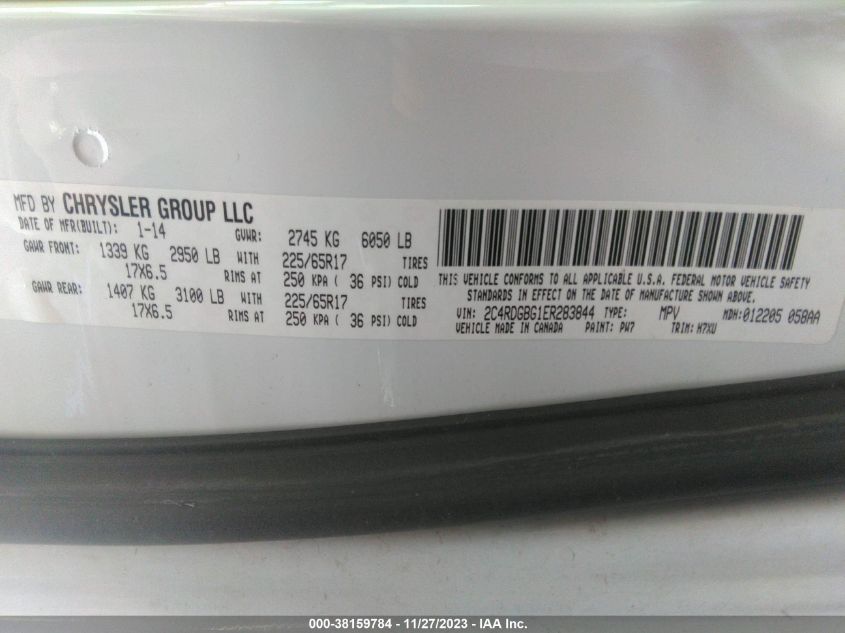 MFD BY CHRYSLER GROUP LLC
DATE OF MFR(BUILT): 1-14 GVWR: 2745 KG 6050 LB
GAWR FRONT: 1339 KG 2950 LB WITH 225/65R17 TIRES
17X6.5 RIMS AT 250 KPA ( 36 PSI) COLD
GAWR REAR: 1407 KG 3100 LB WITH 225/65R17 TIRES
17X6.5 RIMS AT 250 KPA ( 36 PSI) COLD
THIS VEHICLE CONFORMS TO ALL APPLICABLE U.S.A. FEDERAL MOTOR VEHICLE SAFETY
STANDARDS IN EFFECT ON THE DATE OF MANUFACTURE SHOWN ABOVE.
VIN: 2C4RDGBG1ER283844 TYPE: MPV MDH:012205 058AA
VEHICLE MADE IN CANADA PAINT: PW7 TRIM: H7XU
000-38159784 - 11/27/2023 - IAA Inc.